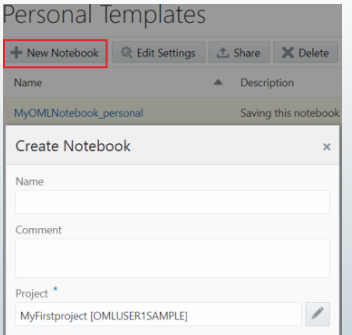 Personal Templates
New Notebook Edit Settings Share Delete
Name Description
MyOMLNotebook_personal Saving this notebook
Create Notebook ×
Name
Comment
Project *
MyFirstproject [OMLUSER1SAMPLE]